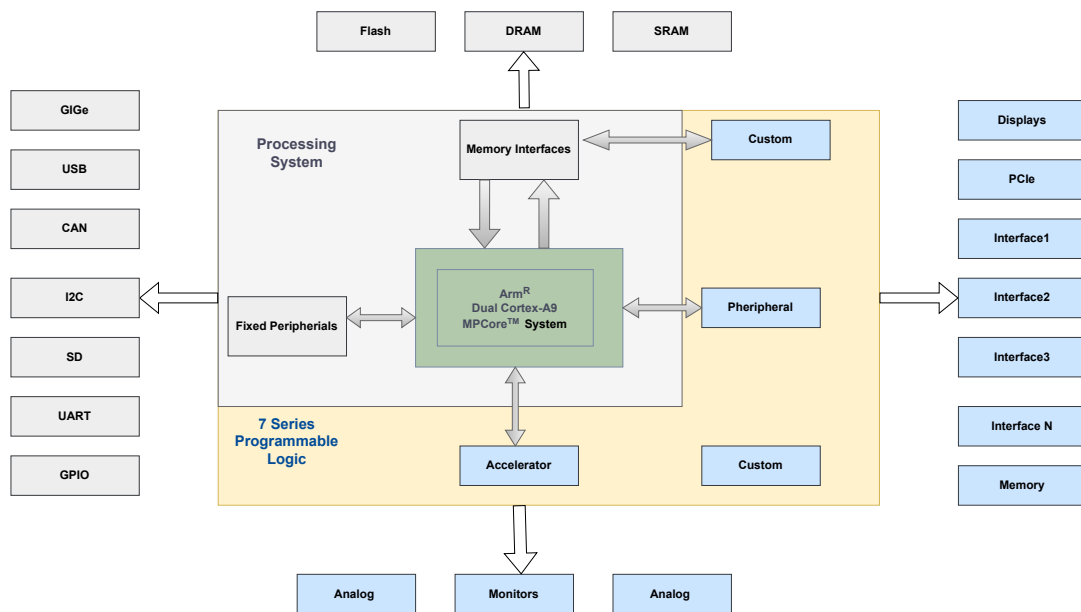 Flash
DRAM
SRAM
GIGe
USB
CAN
I2C
SD
UART
GPIO
Processing
System
Memory Interfaces
Custom
Arm^R
Dual Cortex-A9
MPCore™ System
Fixed Peripherials
Pheripheral
7 Series
Programmable
Logic
Accelerator
Custom
Displays
PCIe
Interface1
Interface2
Interface3
Interface N
Memory
Analog
Monitors
Analog